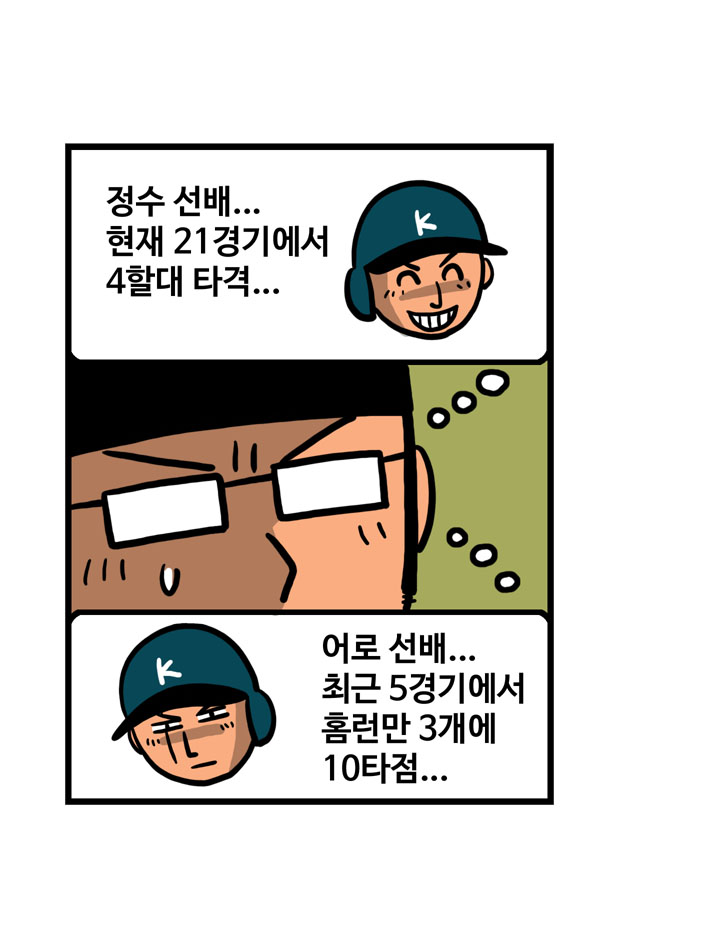 정수 선배...
현재 21경기에서
4할대 타격...
K
K
어로 선배...
최근 5경기에서
홈런만 3개에
10타점...